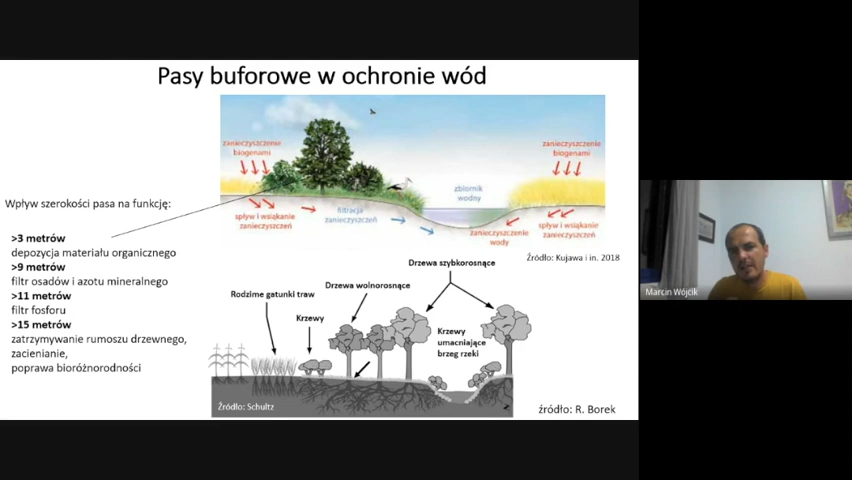 Pasy buforowe w ochronie wód
zanieczyszczenie
biogenami
zanieczyszczenie
biogenami
zbiornik
wodny
Wpływ szerokości pasa na funkcję:
spływ i wsiąkanie
zanieczyszczeń
filtracja
zanieczyszczeń
zanieczyszczenie
wody
spływ i wsiąkanie
zanieczyszczeń
>3 metrów
depozycja materiału organicznego
>9 metrów
filtr osadów i azotu mineralnego
>11 metrów
filtr fosforu
>15 metrów
zatrzymywanie rumoszu drzewnego,
zacienianie,
poprawa bioróżnorodności
Źródło: Kujawa i in. 2018
Drzewa szybkorosnące
Drzewa wolnorosnące
Rodzime gatunki traw
Krzewy
Krzewy
umacniające
brzeg rzeki
Źródło: Schultz
źródło: R. Borek
Marcin Wójcik